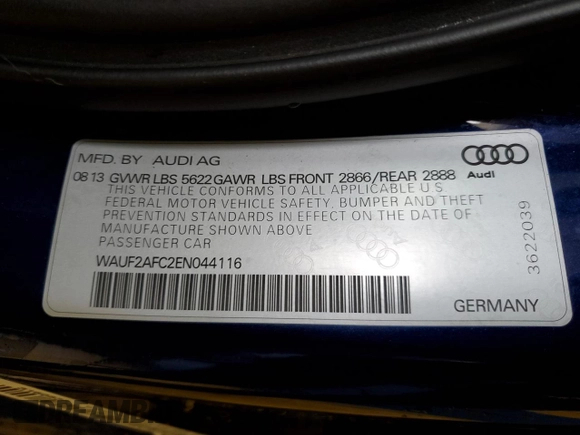 MFD. BY AUDI AG
08 13 GVWR LBS 5622 GAWR LBS FRONT 2866/REAR 2888
THIS VEHICLE CONFORMS TO ALL APPLICABLE U S
FEDERAL MOTOR VEHICLE SAFETY, BUMPER AND THEFT
PREVENTION STANDARDS IN EFFECT ON THE DATE OF
MANUFACTURE SHOWN ABOVE
PASSENGER CAR
WAUF2AFC2EN044116
Audi
3622039
GERMANY